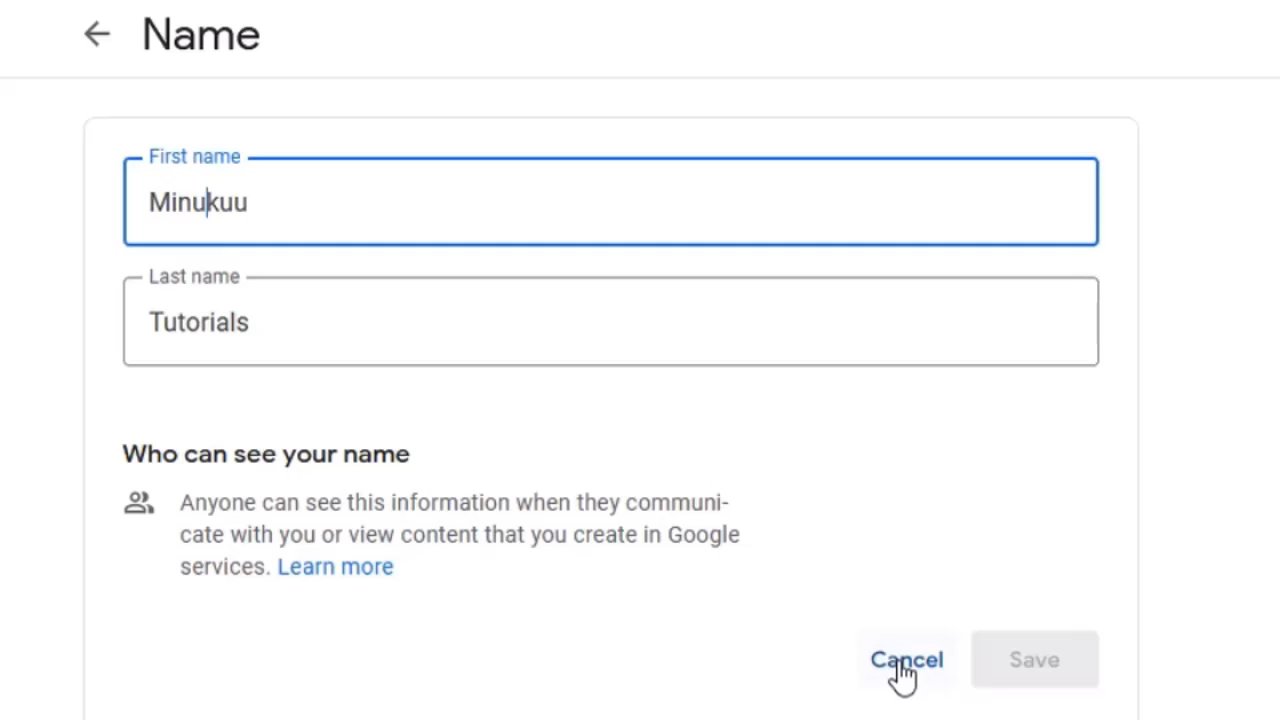 Name
First name
Minukuu
Last name
Tutorials
Who can see your name
Anyone can see this information when they communi-
cate with you or view content that you create in Google
services. Learn more
Cancel Save